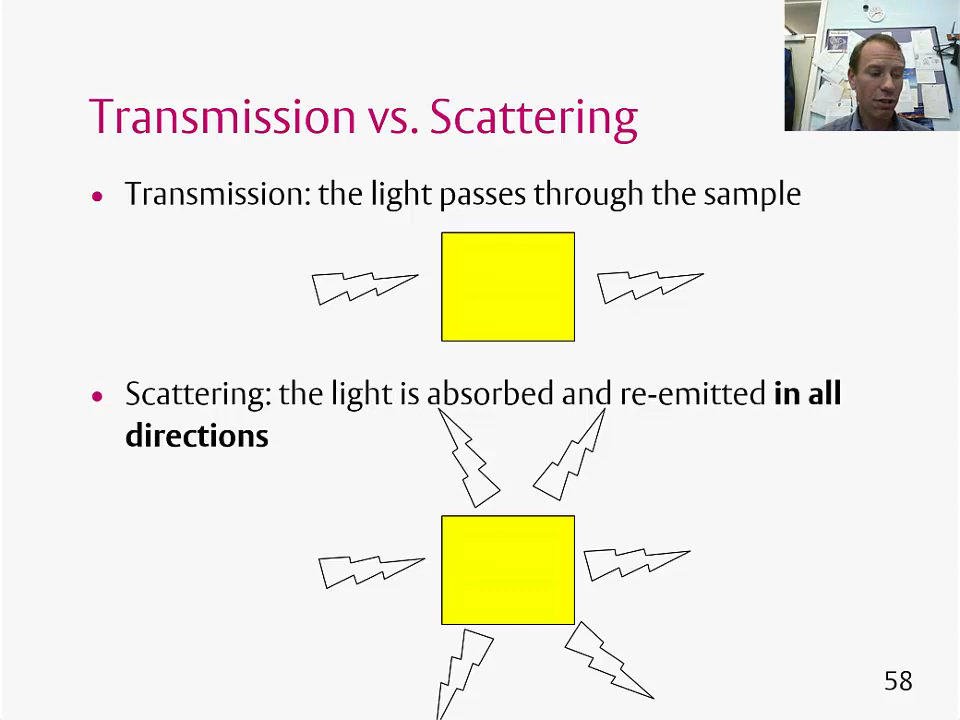 Transmission vs. Scattering
• Transmission: the light passes through the sample
• Scattering: the light is absorbed and re-emitted in all
directions
58